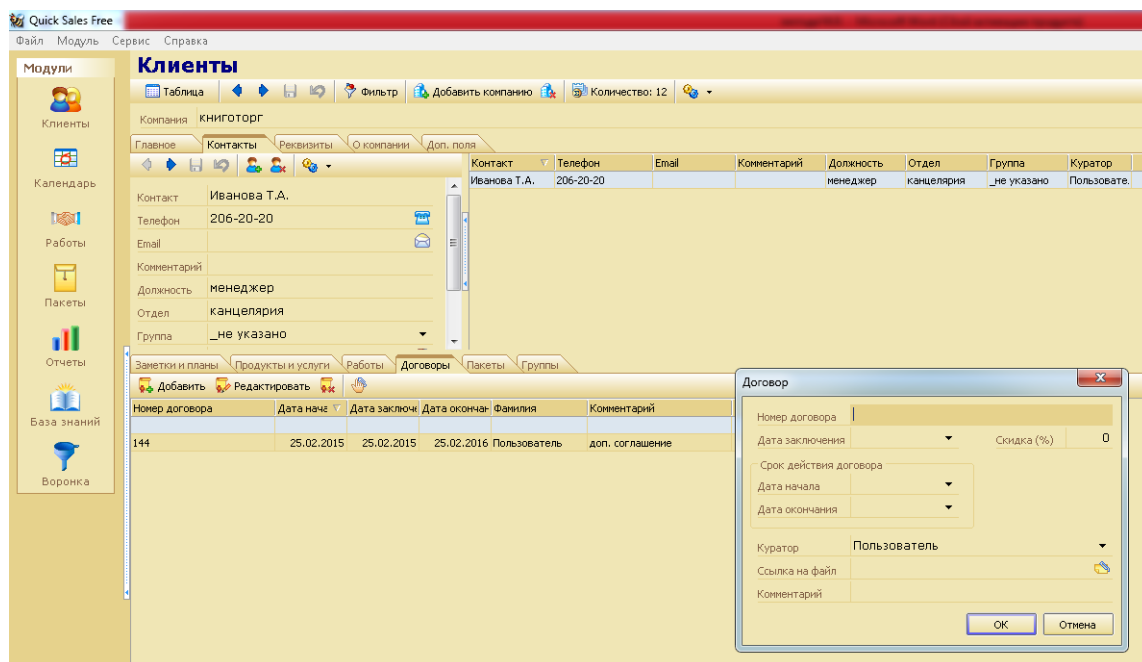 Quick Sales Free
Файл Модуль Сервис Справка
Модули
Клиенты
Календарь
Работы
Пакеты
Отчеты
База знаний
Воронка
Клиенты
Таблица Фильтр Добавить компанию Количество: 12
Компания книготорг
Главное Контакты Реквизиты О компании Доп. поля
Контакт Иванова Т.А.
Телефон 206-20-20
Email
Комментарий
Должность менеджер
Отдел канцелярия
Группа _не указано
Контакт Телефон Email Комментарий Должность Отдел Группа Куратор
Иванова Т.А. 206-20-20 менеджер канцелярия _не указано Пользовате.
Заметки и планы Продукты и услуги Работы Договоры Пакеты Группы
Добавить Редактировать
Номер договора Дата нача Дата заключе Дата окончан Фамилия Комментарий
144 25.02.2015 25.02.2015 25.02.2016 Пользователь доп. соглашение
Договор
Номер договора
Дата заключения Скидка (%) 0
Срок действия договора
Дата начала
Дата окончания
Куратор Пользователь
Ссылка на файл
Комментарий
ОК Отмена